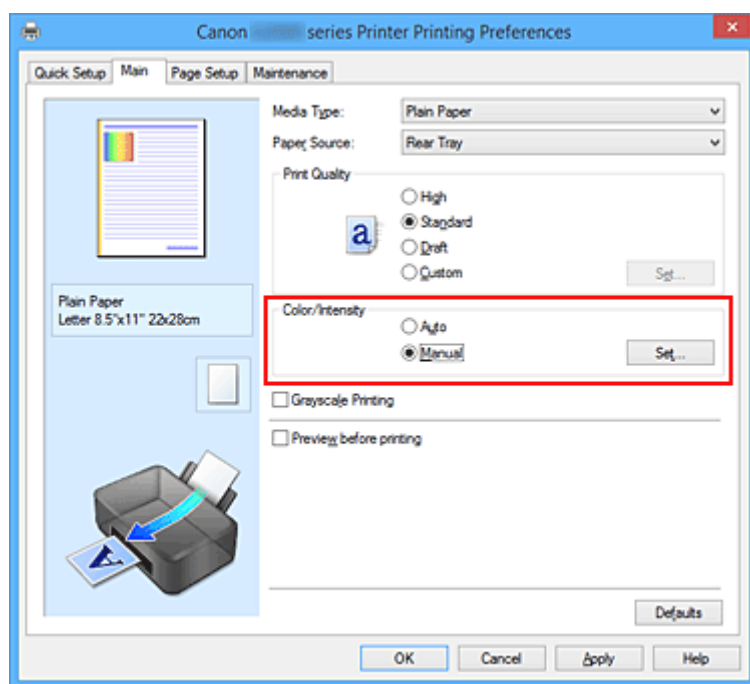 Canon series Printer Printing Preferences
Quick Setup Main Page Setup Maintenance
Media Type: Plain Paper
Paper Source: Rear Tray
Print Quality
High
Standard
Draft
Custom Set...
a
Plain Paper
Letter 8.5"x11" 22x28cm
Color/Intensity
Auto
Manual Set...
Grayscale Printing
Preview before printing
A
Defaults
OK Cancel Apply Help